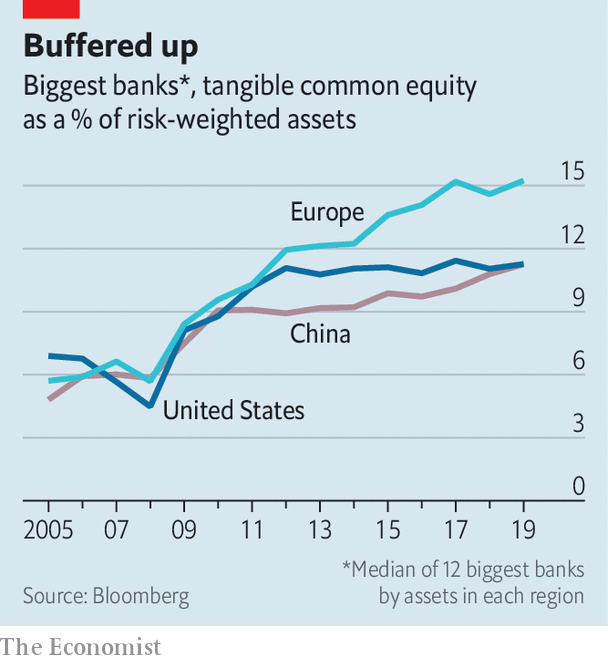 Buffered up
Biggest banks*, tangible common equity
as a % of risk-weighted assets
15
Europe
12
9
China
6
United States
3
0
2005 07 09 11 13 15 17 19
*Median of 12 biggest banks
by assets in each region
Source: Bloomberg
The Economist